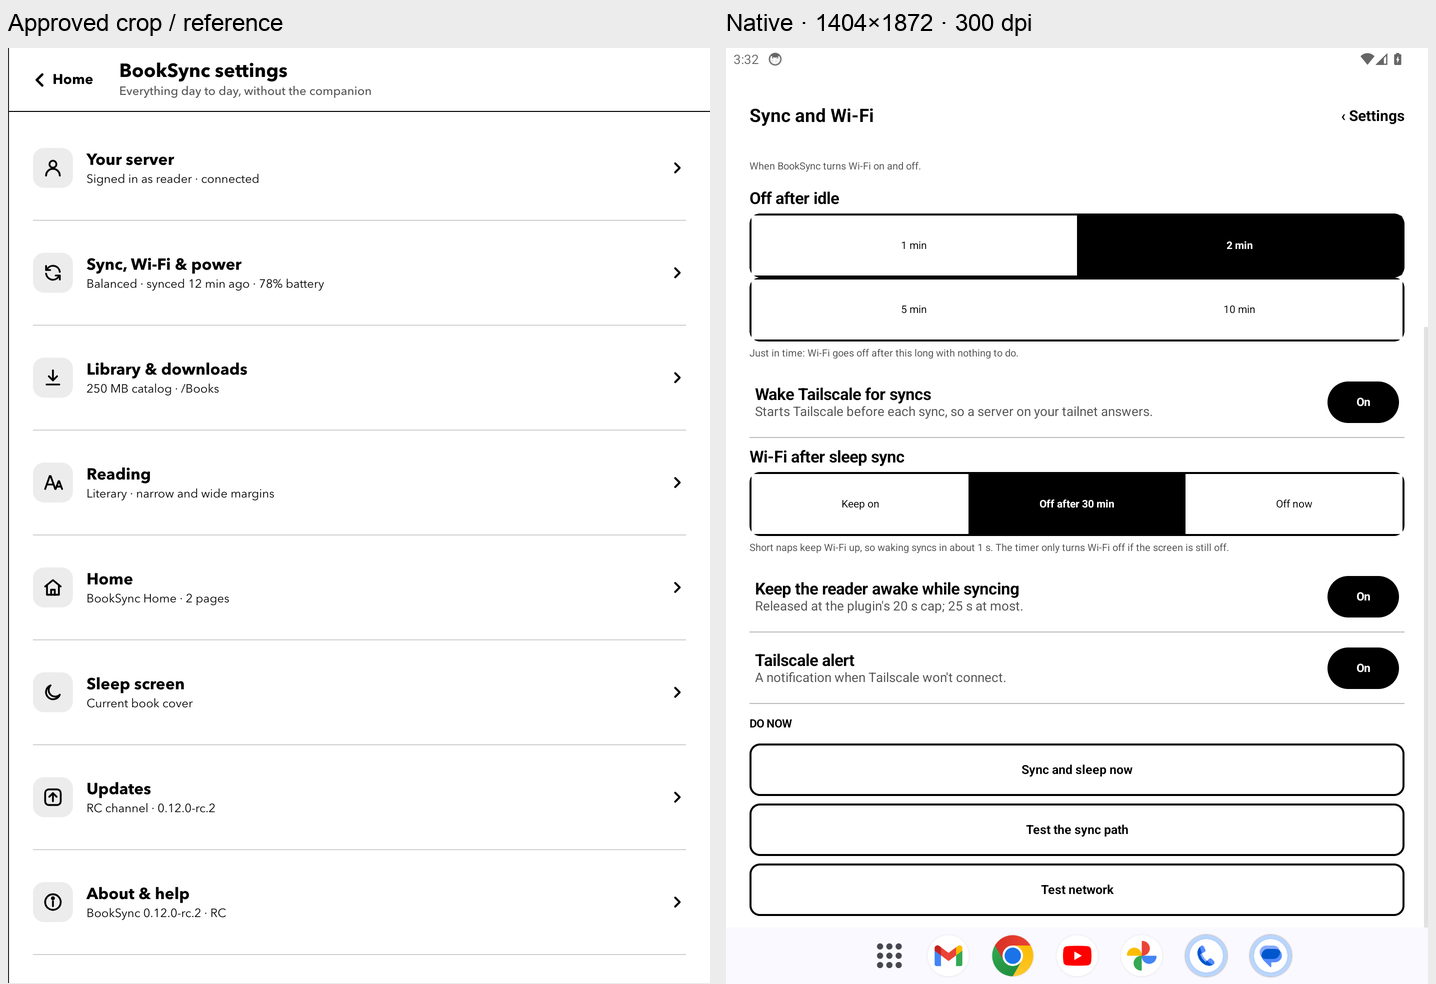 Approved crop / reference
Home
BookSync settings
Everything day to day, without the companion
Your server
Signed in as reader · connected
Sync, Wi-Fi & power
Balanced · synced 12 min ago · 78% battery
Library & downloads
250 MB catalog · /Books
AA
Reading
Literary · narrow and wide margins
Home
BookSync Home · 2 pages
Sleep screen
Current book cover
Updates
RC channel · 0.12.0-rc.2
About & help
BookSync 0.12.0-rc.2 · RC
Native · 1404×1872 · 300 dpi
3:32
Sync and Wi-Fi
‹ Settings
When BookSync turns Wi-Fi on and off.
Off after idle
1 min
2 min
5 min
10 min
Just in time: Wi-Fi goes off after this long with nothing to do.
Wake Tailscale for syncs
Starts Tailscale before each sync, so a server on your tailnet answers.
On
Wi-Fi after sleep sync
Keep on
Off after 30 min
Off now
Short naps keep Wi-Fi up, so waking syncs in about 1 s. The timer only turns Wi-Fi off if the screen is still off.
Keep the reader awake while syncing
Released at the plugin's 20 s cap; 25 s at most.
On
Tailscale alert
A notification when Tailscale won't connect.
On
DO NOW
Sync and sleep now
Test the sync path
Test network